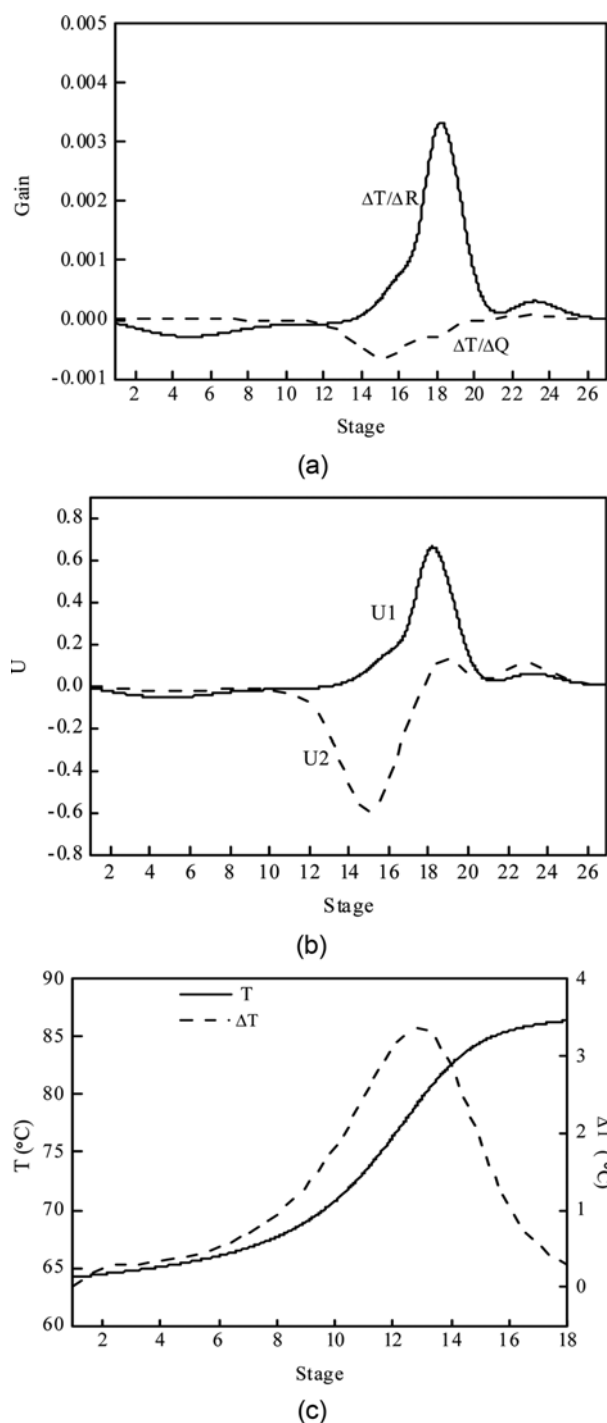 0.005
0.004
0.003
0.002
0.001
0.000
-0.001
Gain
ΔT/ΔR
ΔT/ΔQ
2 4 6 8 10 12 14 16 18 20 22 24 26
Stage
(a)
0.8
0.6
0.4
0.2
0.0
-0.2
-0.4
-0.6
-0.8
U
U1
U2
2 4 6 8 10 12 14 16 18 20 22 24 26
Stage
(b)
90
85
80
75
70
65
60
T (°C)
T
ΔT
4
3
2
1
0
ΔT (°C)
2 4 6 8 10 12 14 16 18
Stage
(c)